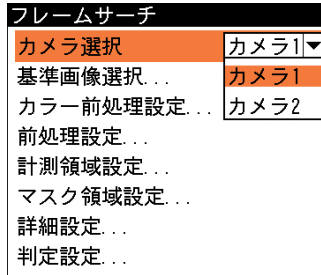 フレームサーチ
カメラ選択 カメラ1▼
基準画像選択... カメラ1
カラー前処理設定... カメラ2
前処理設定...
計測領域設定...
マスク領域設定...
詳細設定...
判定設定...